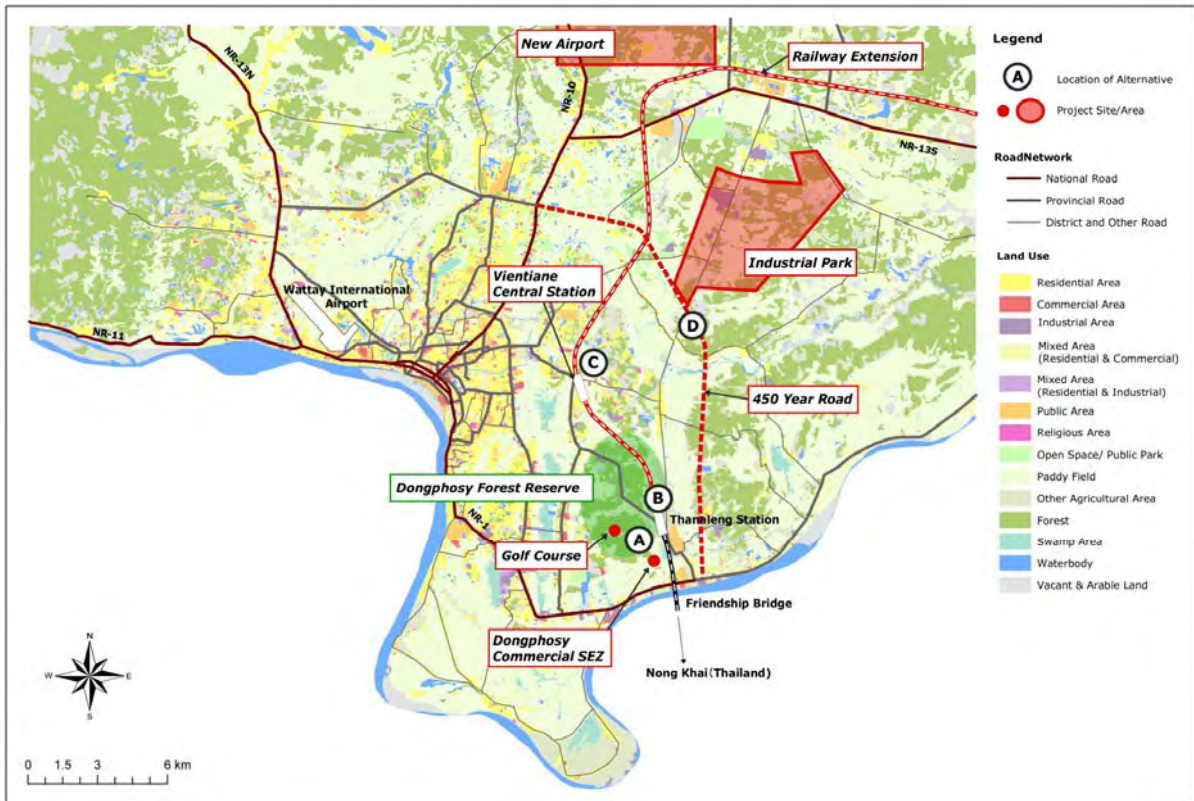 New Airport
Railway Extension
NR-13N
NR-10
NR-13S
Industrial Park
Vientiane
Central Station
Wattay International
Airport
NR-11
C
D
450 Year Road
Dongphosy Forest Reserve
B
Thanaleng Station
NR-1
A
Golf Course
Friendship Bridge
Dongphosy
Commercial SEZ
Nong Khai(Thailand)
N
W
E
S
0 1.5 3 6 km
Legend
A Location of Alternative
Project Site/Area
RoadNetwork
National Road
Provincial Road
District and Other Road
Land Use
Residential Area
Commercial Area
Industrial Area
Mixed Area
(Residential & Commercial)
Mixed Area
(Residential & Industrial)
Public Area
Religious Area
Open Space/ Public Park
Paddy Field
Other Agricultural Area
Forest
Swamp Area
Waterbody
Vacant & Arable Land